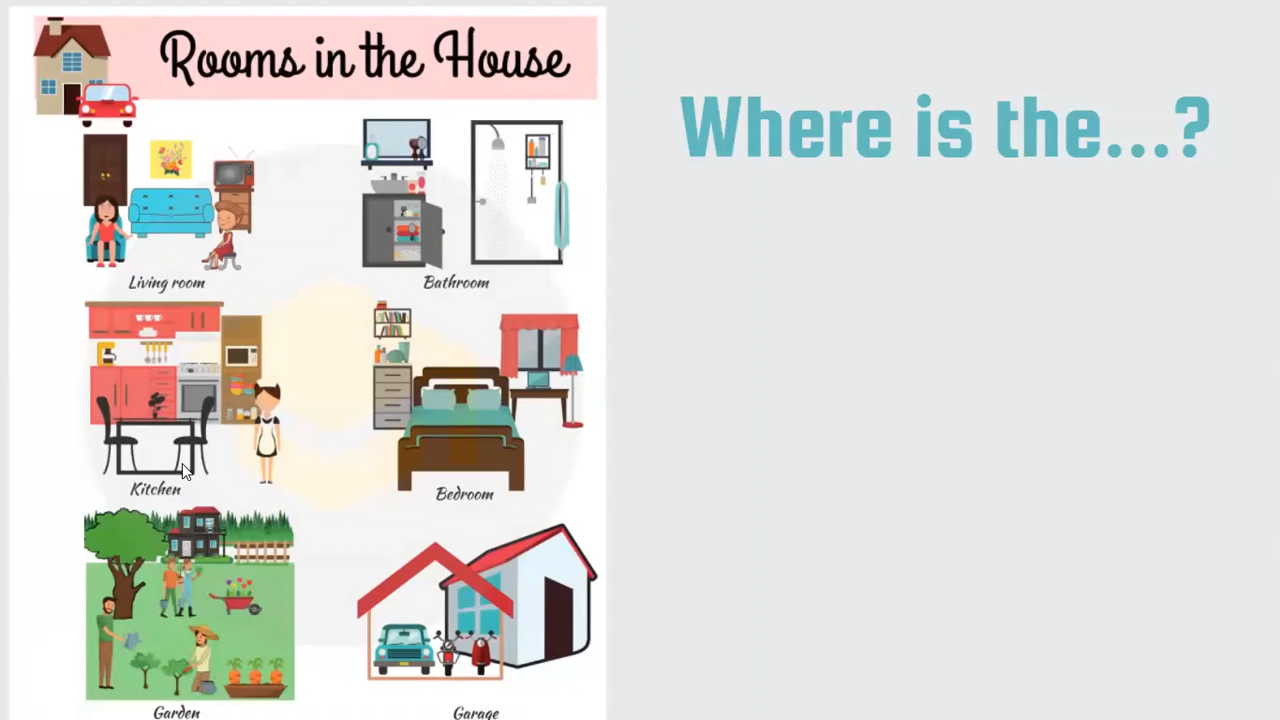 Rooms in the House
Where is the...?
Living room
Bathroom
Kitchen
Bedroom
Garden
Garage